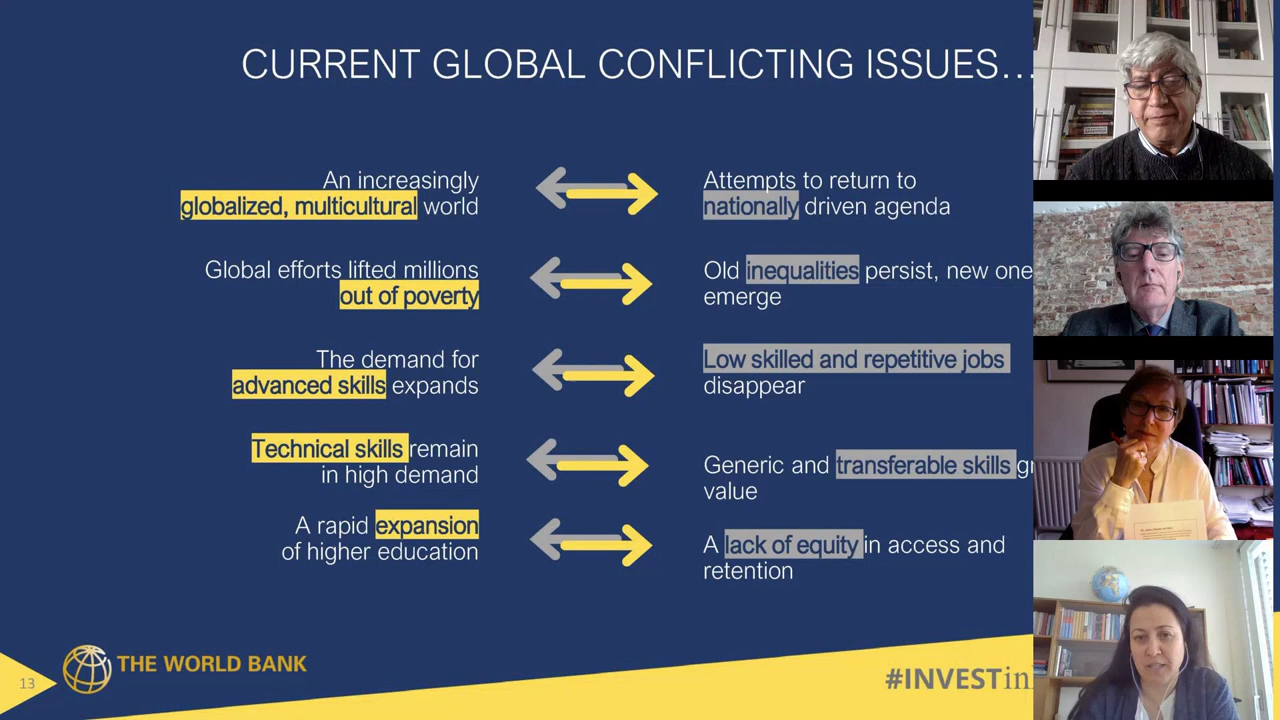 CURRENT GLOBAL CONFLICTING ISSUES...
An increasingly
globalized, multicultural world
Attempts to return to
nationally driven agenda
Global efforts lifted millions
out of poverty
Old inequalities persist, new one
emerge
The demand for
advanced skills expands
Low skilled and repetitive jobs
disappear
Technical skills remain
in high demand
Generic and transferable skills gr
value
A rapid expansion
of higher education
A lack of equity in access and
retention
13
THE WORLD BANK
#INVESTin